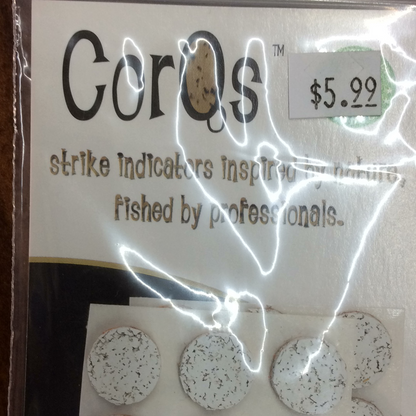 CorQs™
$5.99
strike indicators inspired by nature,
fished by professionals.